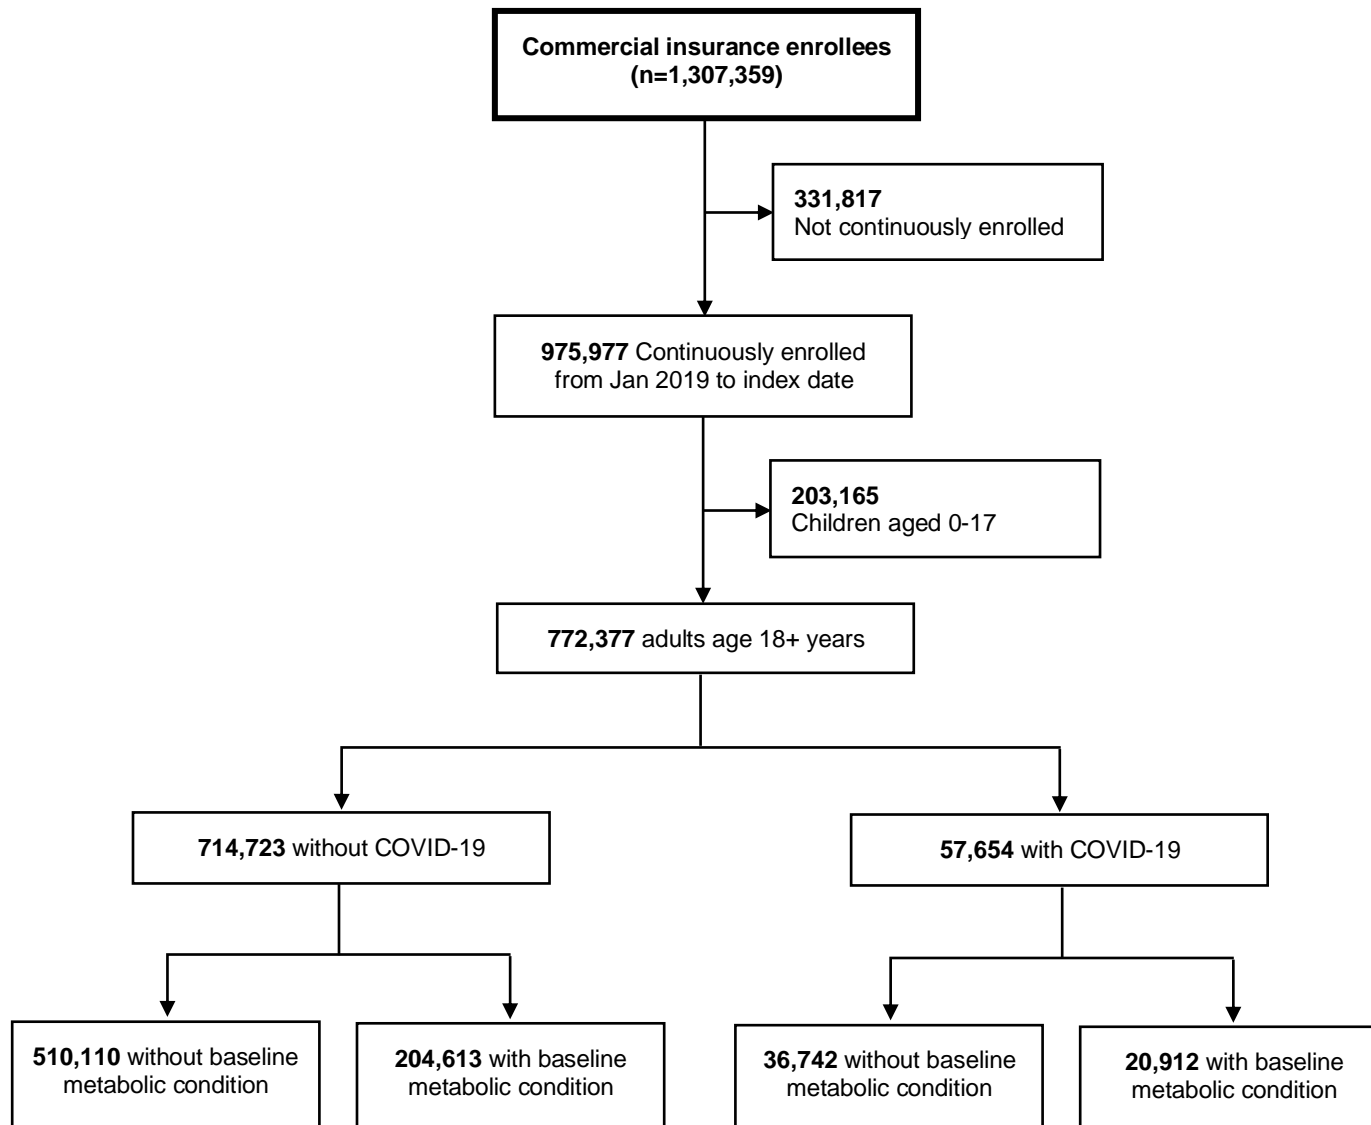 Commercial insurance enrollees
(n=1,307,359)
331,817
Not continuously enrolled
975,977 Continuously enrolled
from Jan 2019 to index date
203,165
Children aged 0-17
772,377 adults age 18+ years
714,723 without COVID-19
57,654 with COVID-19
510,110 without baseline
metabolic condition
204,613 with baseline
metabolic condition
36,742 without baseline
metabolic condition
20,912 with baseline
metabolic condition